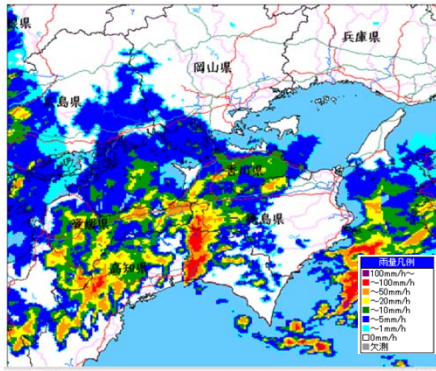 兵庫県
岡山県
島県
香川県
徳島県
愛媛県
高知県
雨量凡例
100mm/h～
～100mm/h
～50mm/h
～20mm/h
～10mm/h
～5mm/h
～1mm/h
0mm/h
欠測